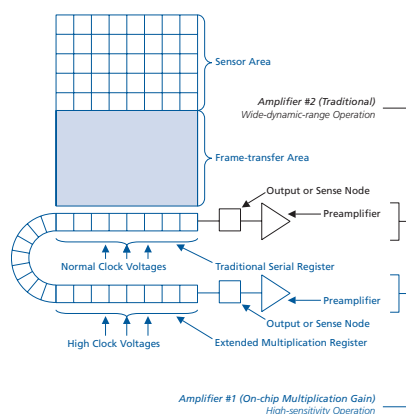 Sensor Area
Amplifier #2 (Traditional)
Wide-dynamic-range Operation
Frame-transfer Area
Output or Sense Node
Preamplifier
Normal Clock Voltages
Traditional Serial Register
Preamplifier
Output or Sense Node
High Clock Voltages
Extended Multiplication Register
Amplifier #1 (On-chip Multiplication Gain)
High-sensitivity Operation